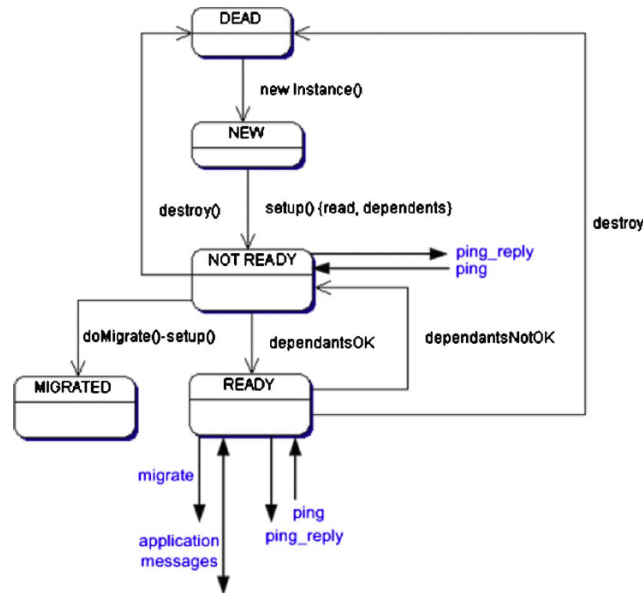 DEAD
new Instance()
NEW
destroy()
setup() {read, dependents}
destroy
NOT READY
ping_reply
ping
doMigrate()-setup()
dependantsOK
dependantsNotOK
MIGRATED
READY
migrate
ping
ping_reply
application
messages